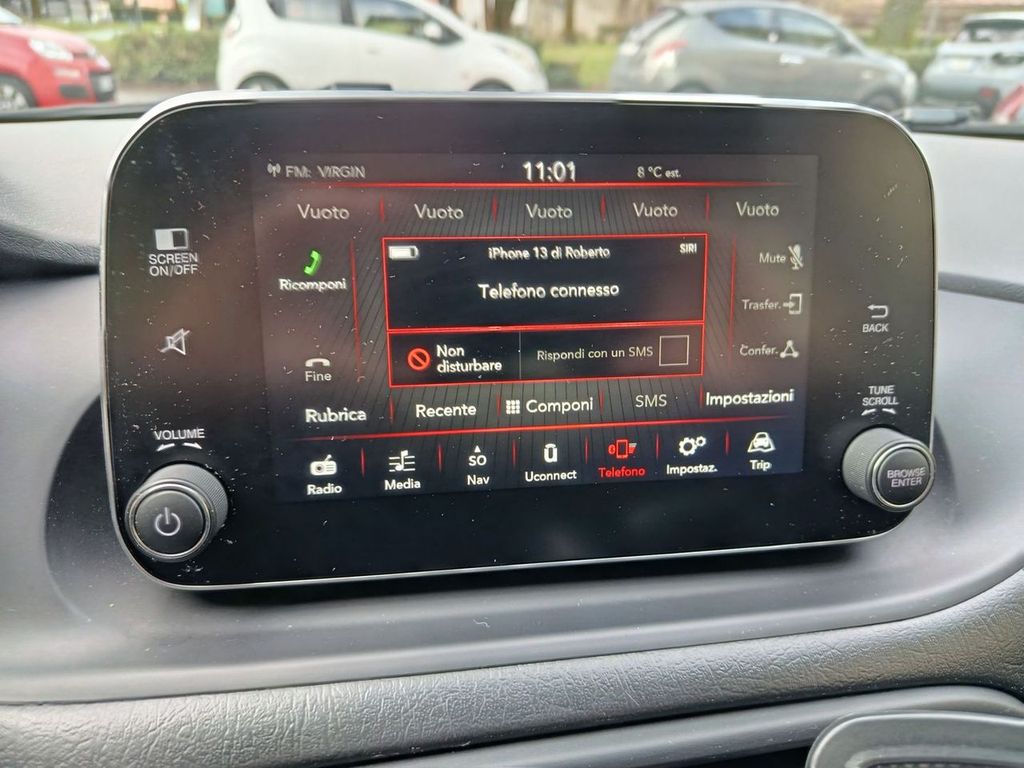 FM: VIRGIN 11:01 8 °C est.
Vuoto Vuoto Vuoto Vuoto Vuoto
SCREEN
ON/OFF
Ricomponi
iPhone 13 di Roberto SIRI
Telefono connesso
Mute
Trasfer.
Confer.
BACK
Non
disturbare
Rispondi con un SMS
Fine
Rubrica Recente Componi SMS Impostazioni
TUNE
SCROLL
VOLUME
Radio
Media
SO
Nav
Uconnect
Telefono
Impostaz.
Trip
BROWSE
ENTER